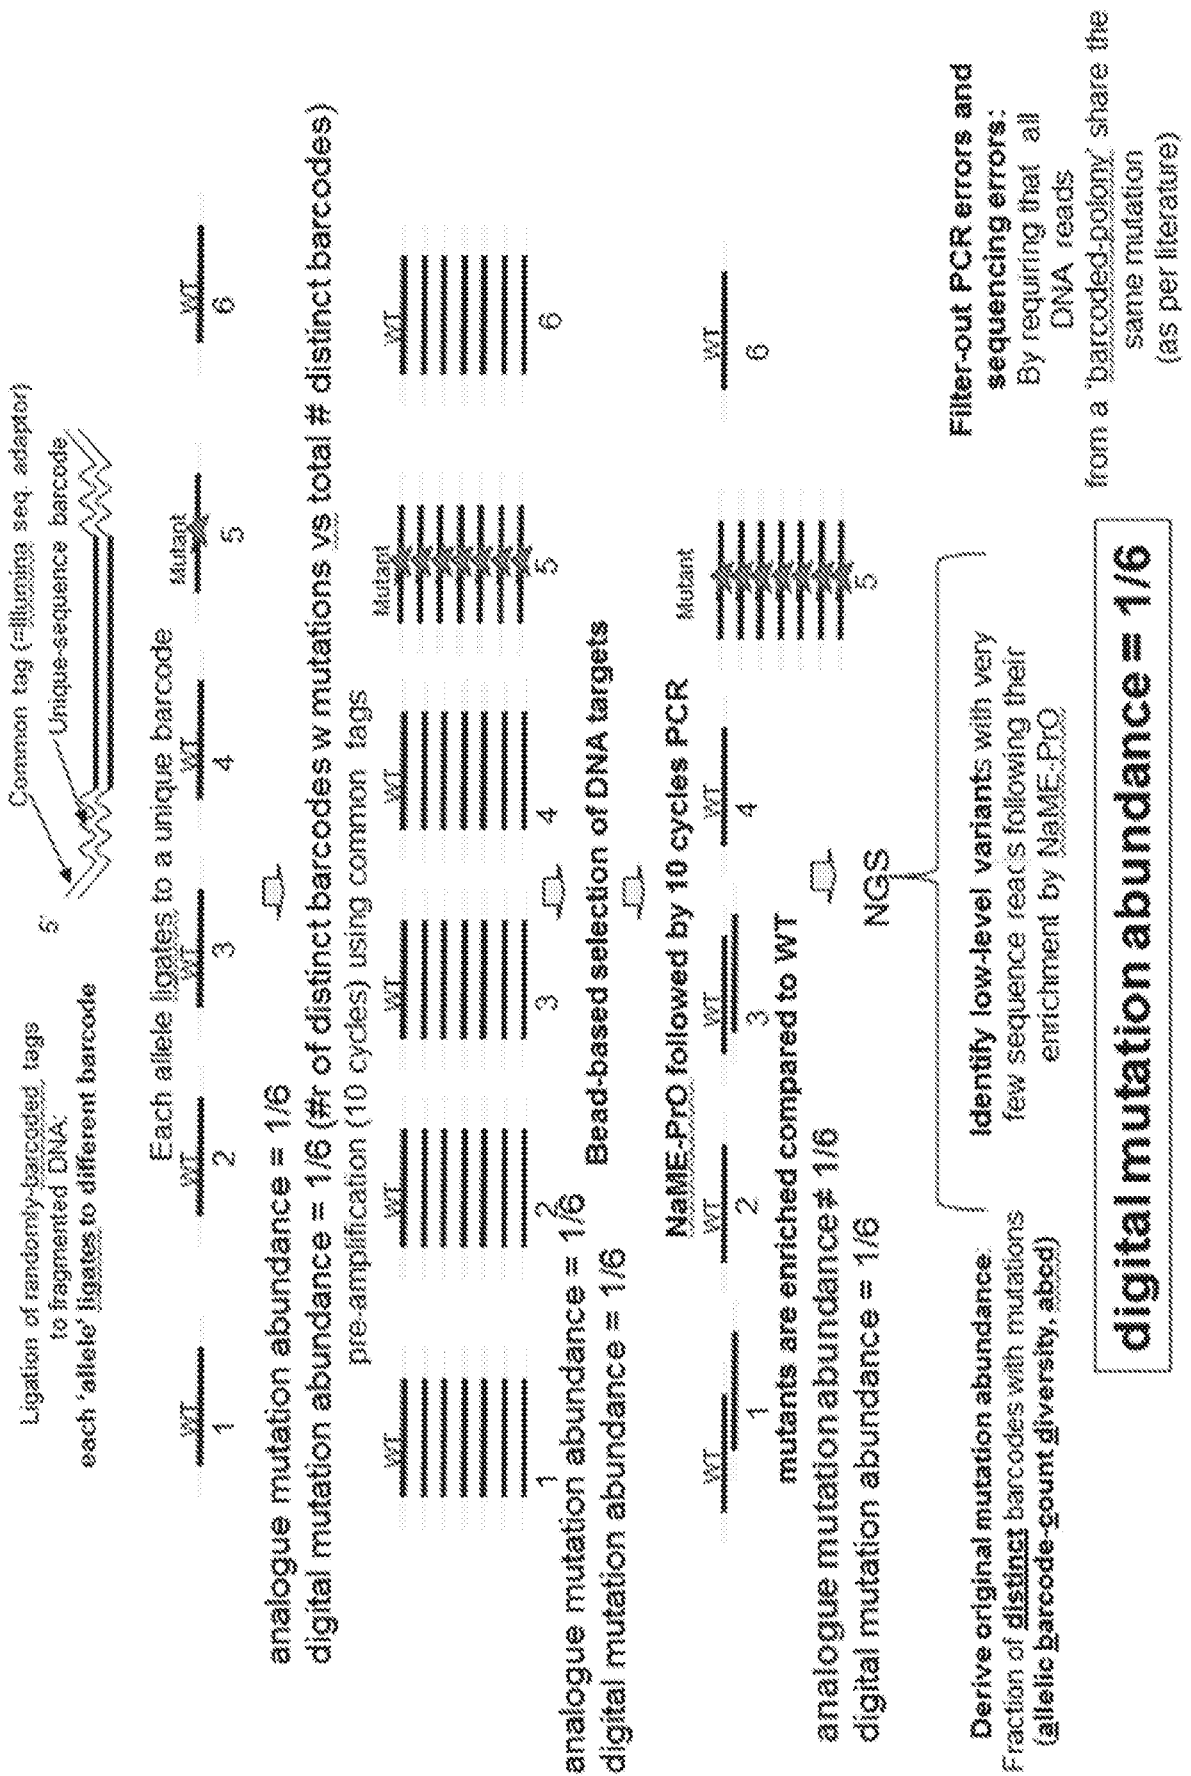 Ligation of randomly-barcoded tags
to fragmented DNA:
each 'allele' ligates to different barcode
5'
Common tag (=Illumina seq. adaptor)
Unique-sequence barcode
Each allele ligates to a unique barcode
WT
1
WT
2
WT
3
WT
4
Mutant
5
WT
6
analogue mutation abundance = 1/6
digital mutation abundance = 1/6 (#r of distinct barcodes w mutations vs total # distinct barcodes)
pre-amplification (10 cycles) using common tags
WT
1
WT
2
WT
3
WT
4
Mutant
5
WT
6
analogue mutation abundance = 1/6
digital mutation abundance = 1/6
Bead-based selection of DNA targets
NaME-PrO followed by 10 cycles PCR
WT
1
WT
2
WT
3
WT
4
Mutant
5
WT
6
mutants are enriched compared to WT
analogue mutation abundance ≠ 1/6
digital mutation abundance = 1/6
NGS
Derive original mutation abundance:
Fraction of distinct barcodes with mutations
(allelic barcode-count diversity, abcd)
Identify low-level variants with very
few sequence reads following their
enrichment by NaME-PrO
Filter-out PCR errors and
sequencing errors:
By requiring that all
DNA reads
from a 'barcoded-polony' share the
same mutation
(as per literature)
digital mutation abundance = 1/6